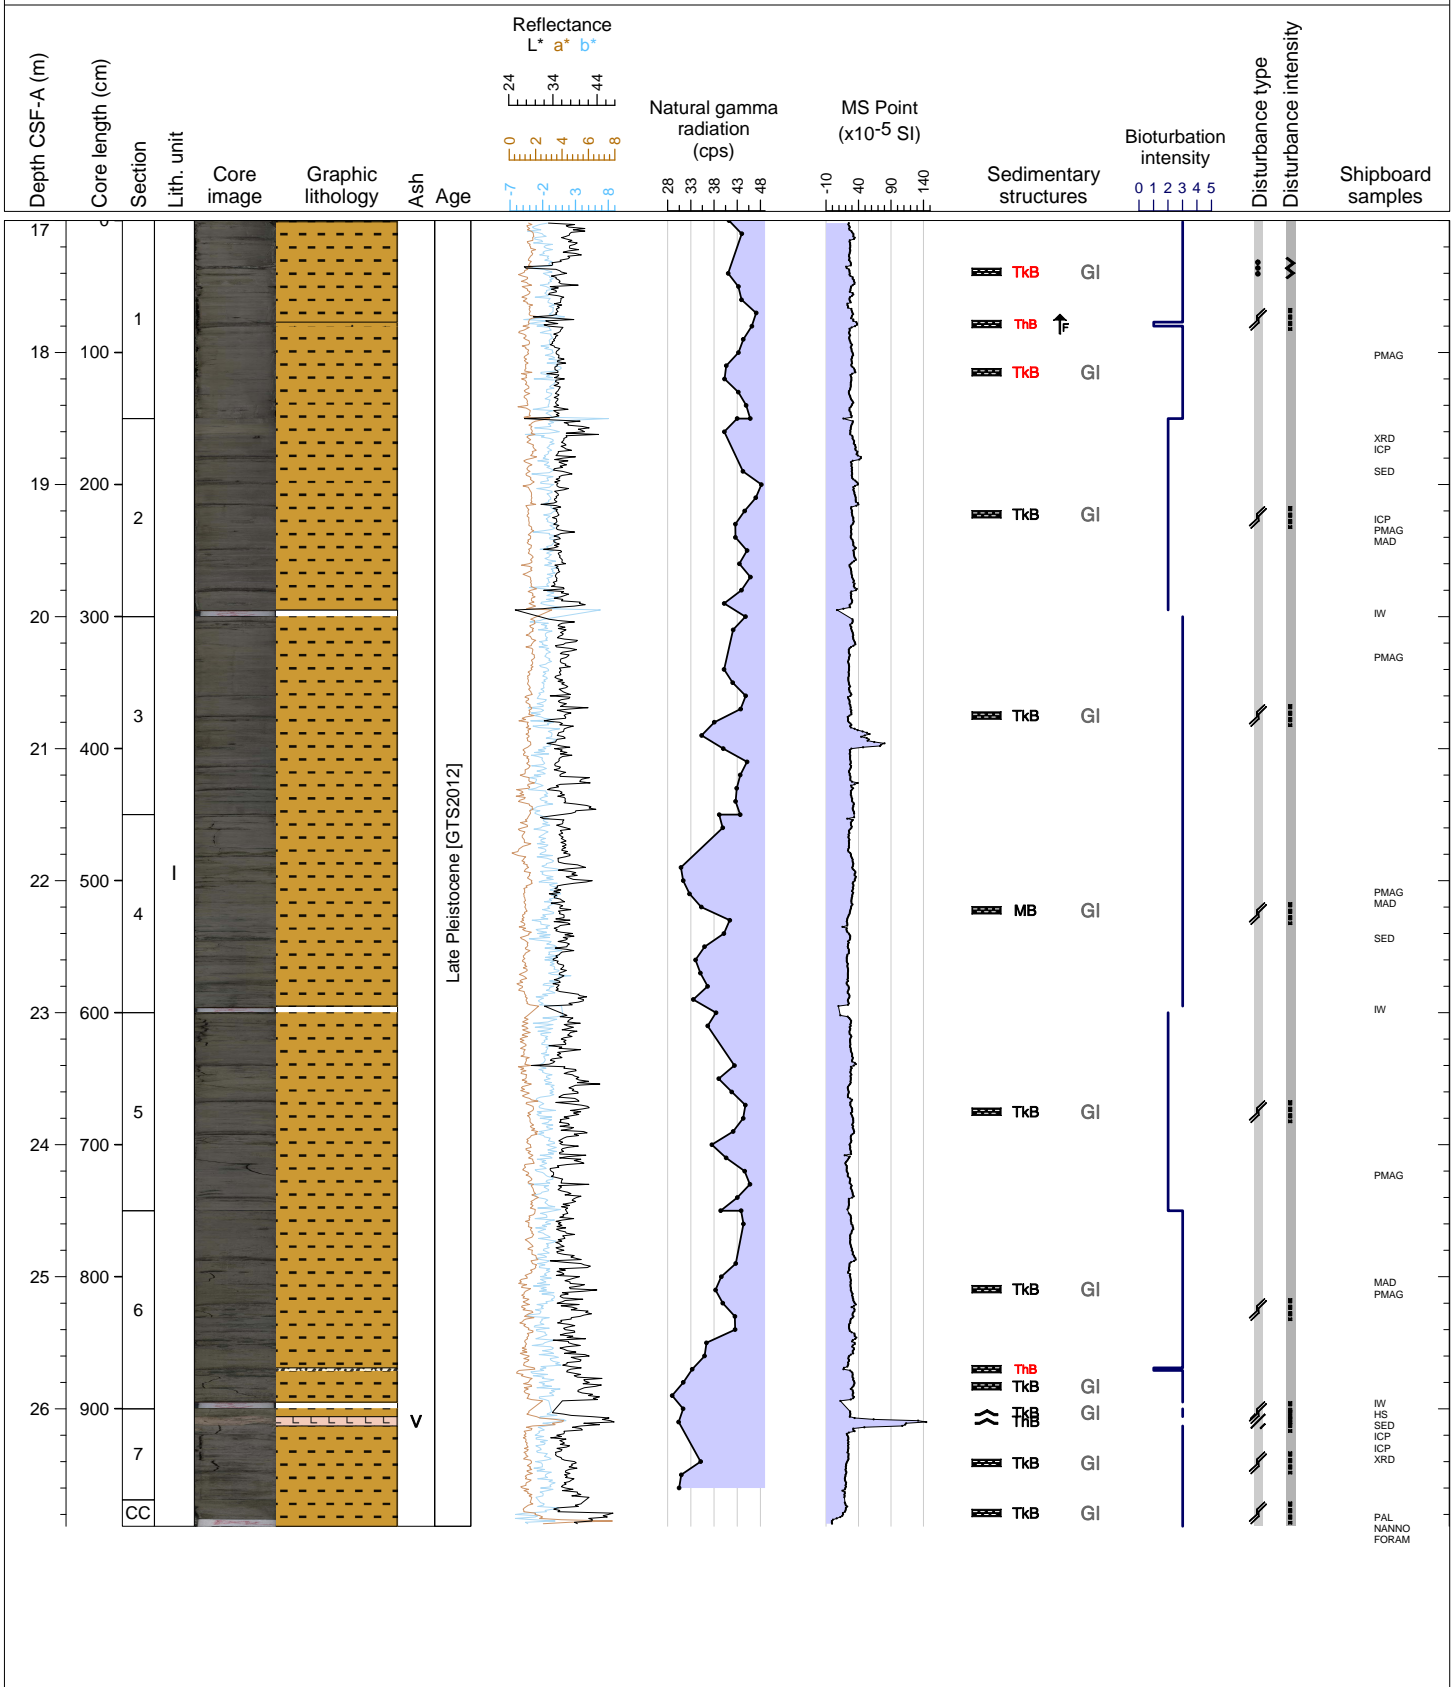 Depth CSF-A (m)
Core length (cm)
Section
Lith. unit
Core image
Graphic lithology
Ash
Age
Reflectance
L* a* b*
24 34 44
0 2 4 6 8
-7 -2 3 8
Natural gamma radiation (cps)
28 33 38 43 48
MS Point (x10-5 SI)
-10 40 90 140
Sedimentary structures
Bioturbation intensity
0 1 2 3 4 5
Disturbance type
Disturbance intensity
Shipboard samples
17 0
TkB Gl
1
ThB F
18 100 PMAG
TkB Gl
XRD
ICP
SED
19 200
2 TkB Gl
ICP
PMAG
MAD
20 300 IW
PMAG
3 TkB Gl
21 400
Late Pleistocene [GTS2012]
I
22 500
PMAG
MAD
4 MB Gl
SED
23 600 IW
5 TkB Gl
24 700
PMAG
25 800
MAD
PMAG
TkB Gl
6
ThB
TkB Gl
26 900
IW
HS
SED
ICP
ICP
XRD
TkB Gl
ThB
V
L L L L L L
7 TkB Gl
CC TkB Gl
PAL
NANNO
FORAM